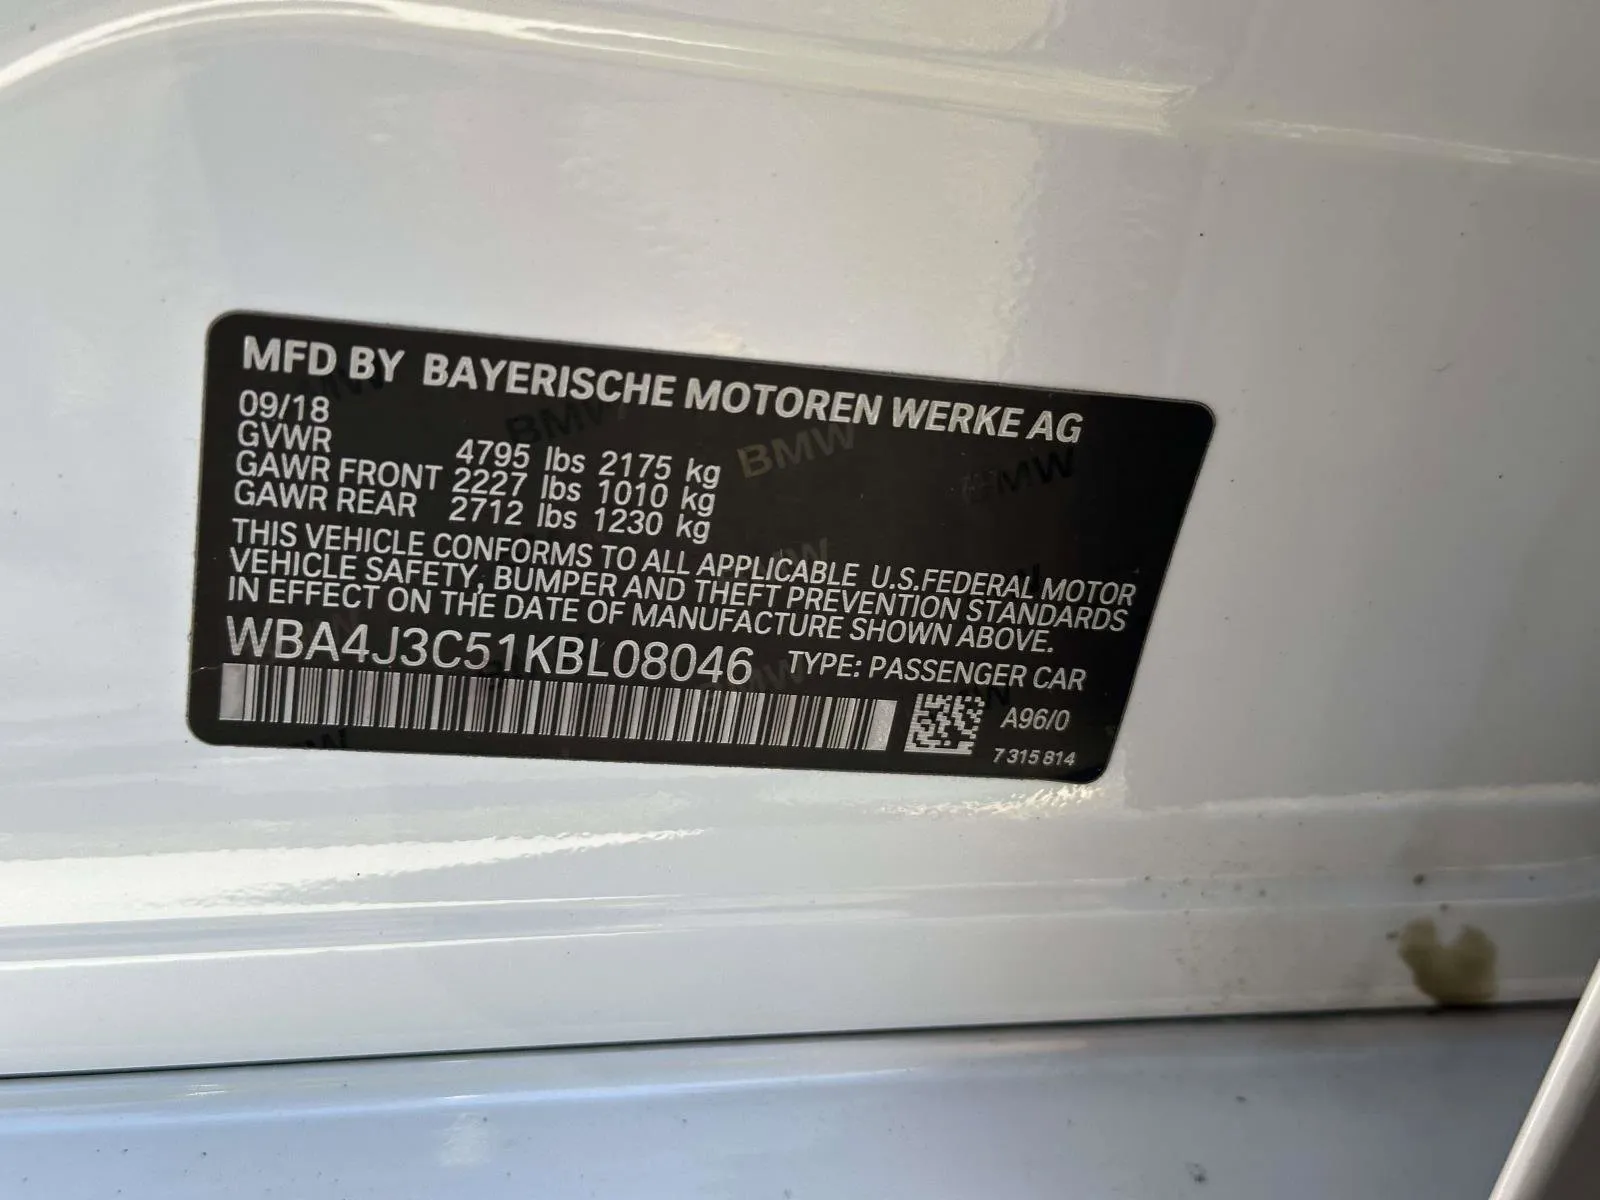 MFD BY BAYERISCHE MOTOREN WERKE AG
09/18
GVWR 4795 lbs 2175 kg
GAWR FRONT 2227 lbs 1010 kg
GAWR REAR 2712 lbs 1230 kg
THIS VEHICLE CONFORMS TO ALL APPLICABLE U.S.FEDERAL MOTOR
VEHICLE SAFETY, BUMPER AND THEFT PREVENTION STANDARDS
IN EFFECT ON THE DATE OF MANUFACTURE SHOWN ABOVE.
WBA4J3C51KBL08046 TYPE: PASSENGER CAR
A96/0
7 315 814
BMW
BMW
BMW